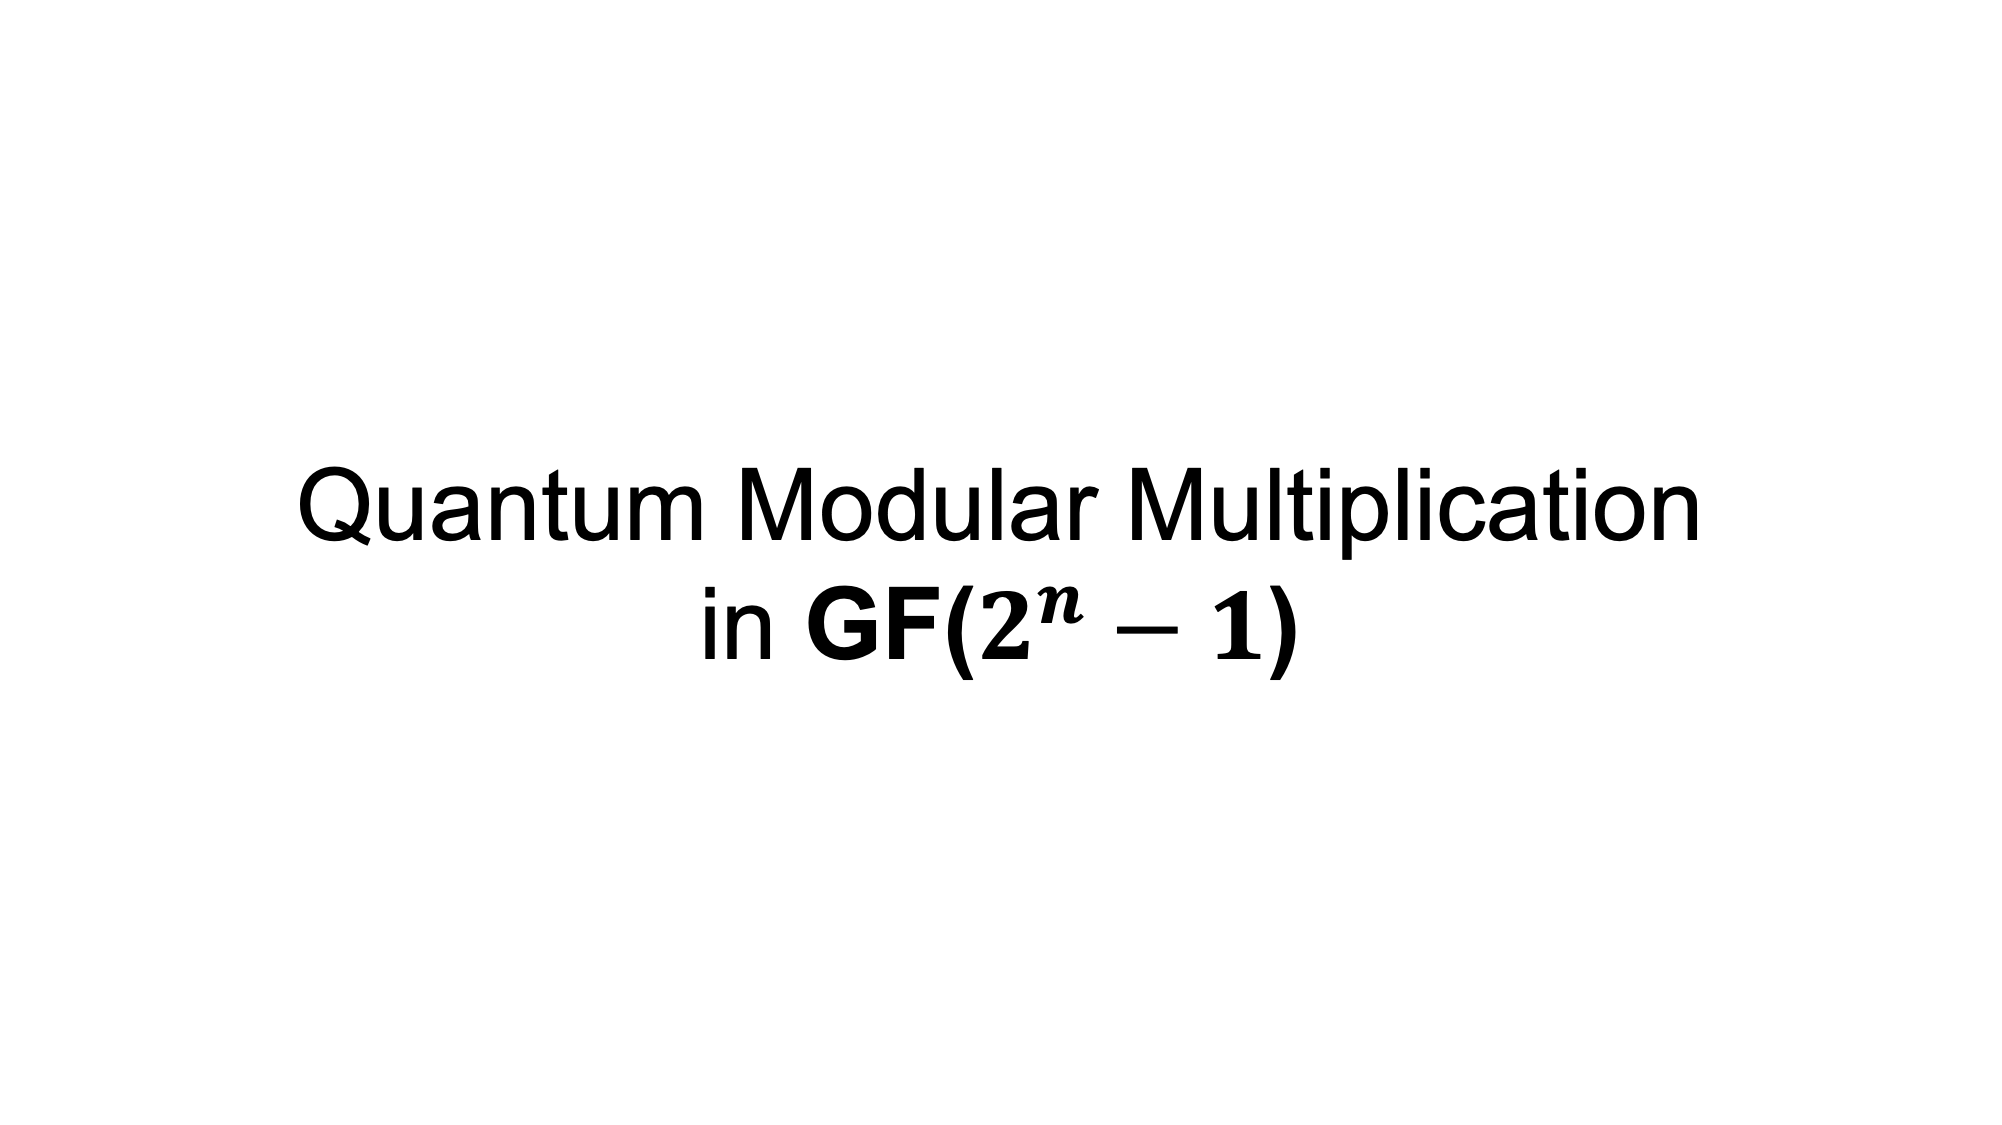 Quantum Modular Multiplication
in GF(2ⁿ − 1)